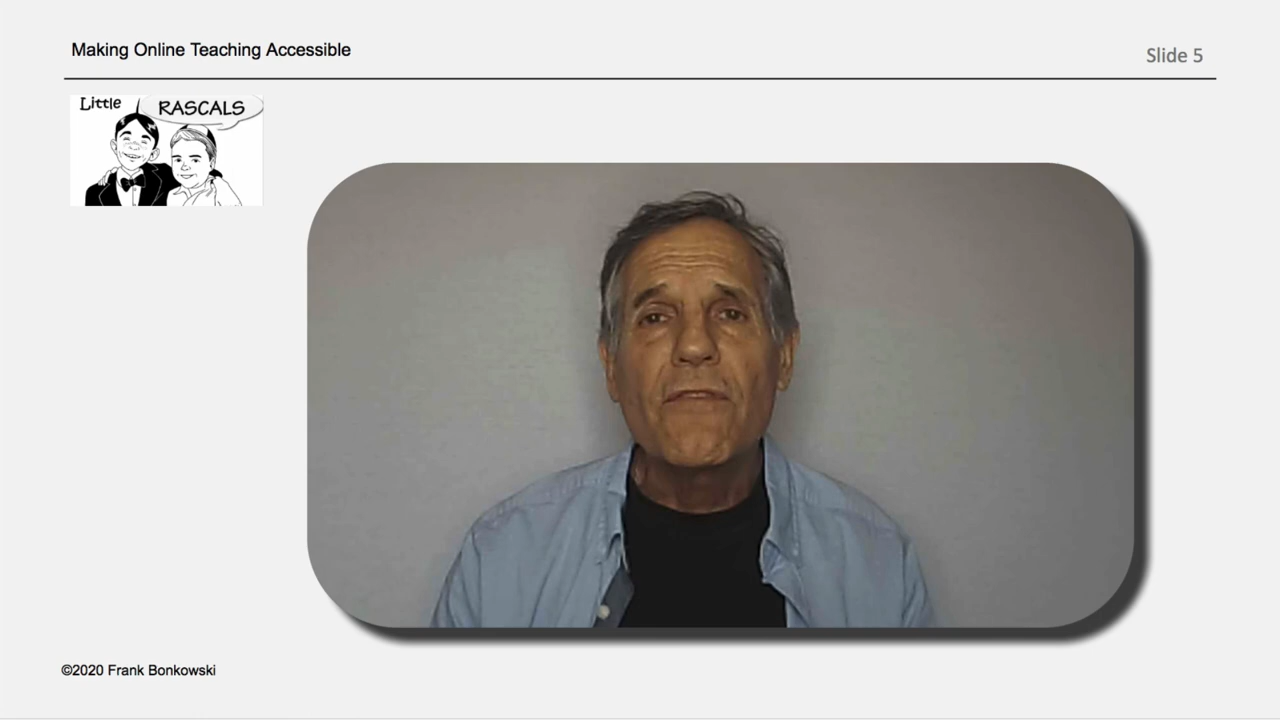 Making Online Teaching Accessible
Slide 5
Little
RASCALS
©2020 Frank Bonkowski